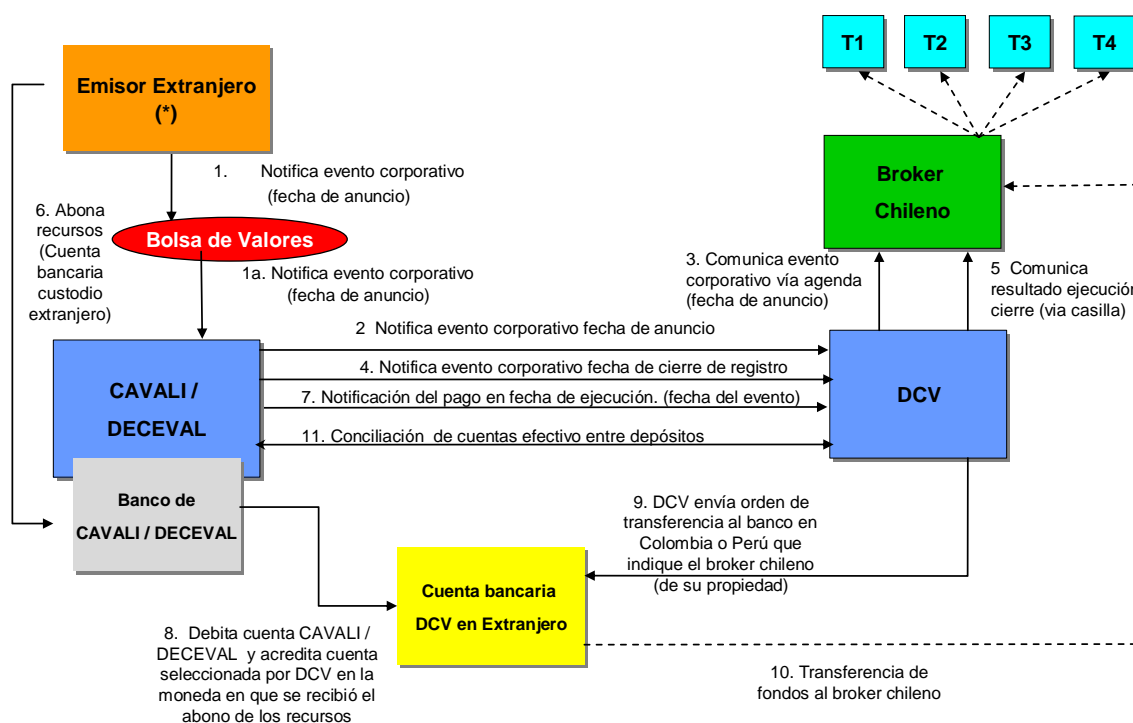 T1
T2
T3
T4
Emisor Extranjero
(*)
1. Notifica evento corporativo
(fecha de anuncio)
Broker
Chileno
6. Abona
recursos
(Cuenta
bancaria
custodio
extranjero)
Bolsa de Valores
1a. Notifica evento corporativo
(fecha de anuncio)
3. Comunica evento
corporativo vía agenda
(fecha de anuncio)
5 Comunica
resultado ejecución
cierre (via casilla)
2 Notifica evento corporativo fecha de anuncio
4. Notifica evento corporativo fecha de cierre de registro
7. Notificación del pago en fecha de ejecución. (fecha del evento)
11. Conciliación de cuentas efectivo entre depósitos
CAVALI /
DECEVAL
DCV
Banco de
CAVALI / DECEVAL
9. DCV envía orden de
transferencia al banco en
Colombia o Perú que
indique el broker chileno
(de su propiedad)
Cuenta bancaria
DCV en Extranjero
8. Debita cuenta CAVALI /
DECEVAL y acredita cuenta
seleccionada por DCV en la
moneda en que se recibió el
abono de los recursos
10. Transferencia de
fondos al broker chileno